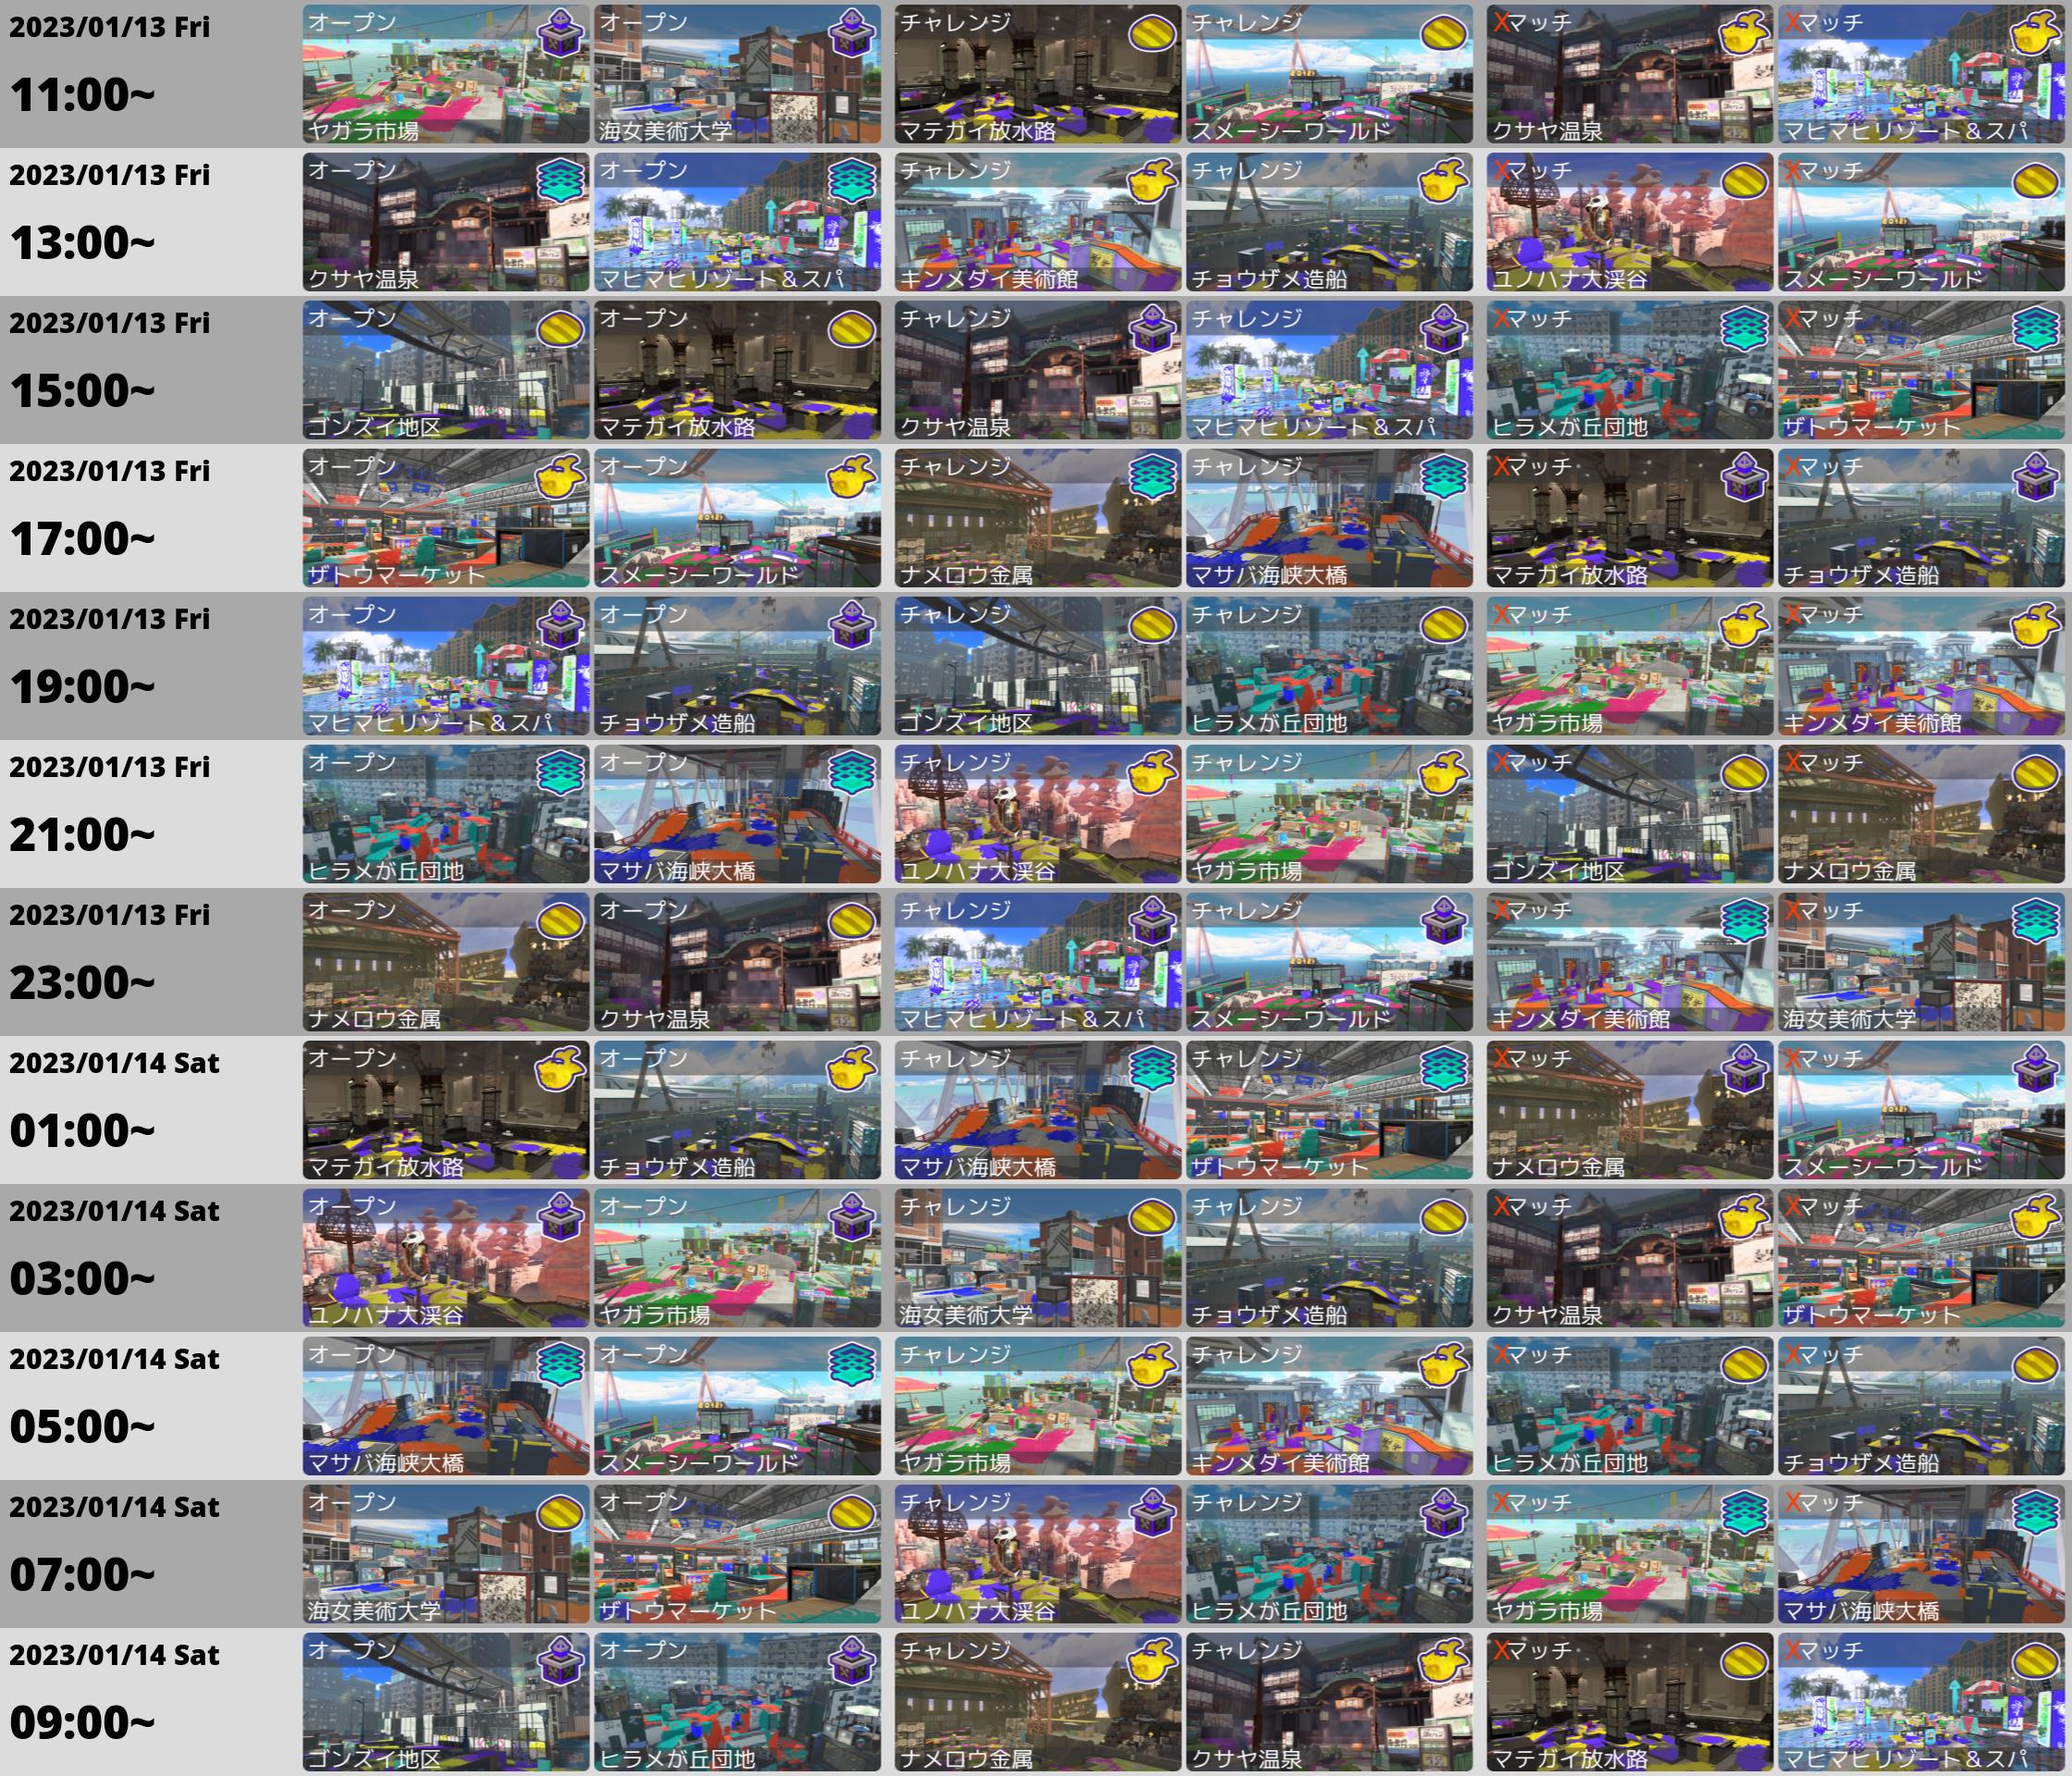 2023/01/13 Fri
11:00~
オープン オープン チャレンジ チャレンジ Xマッチ Xマッチ
ヤガラ市場 海女美術大学 マテガイ放水路 スメーシーワールド クサヤ温泉 マヒマヒリゾート＆スパ
2023/01/13 Fri
13:00~
オープン オープン チャレンジ チャレンジ Xマッチ Xマッチ
クサヤ温泉 マヒマヒリゾート＆スパ キンメダイ美術館 チョウザメ造船 ユノハナ大渓谷 スメーシーワールド
2023/01/13 Fri
15:00~
オープン オープン チャレンジ チャレンジ Xマッチ Xマッチ
ゴンズイ地区 マテガイ放水路 クサヤ温泉 マヒマヒリゾート＆スパ ヒラメが丘団地 ザトウマーケット
2023/01/13 Fri
17:00~
オープン オープン チャレンジ チャレンジ Xマッチ Xマッチ
ザトウマーケット スメーシーワールド ナメロウ金属 マサバ海峡大橋 マテガイ放水路 チョウザメ造船
2023/01/13 Fri
19:00~
オープン オープン チャレンジ チャレンジ Xマッチ Xマッチ
マヒマヒリゾート＆スパ チョウザメ造船 ゴンズイ地区 ヒラメが丘団地 ヤガラ市場 キンメダイ美術館
2023/01/13 Fri
21:00~
オープン オープン チャレンジ チャレンジ Xマッチ Xマッチ
ヒラメが丘団地 マサバ海峡大橋 ユノハナ大渓谷 ヤガラ市場 ゴンズイ地区 ナメロウ金属
2023/01/13 Fri
23:00~
オープン オープン チャレンジ チャレンジ Xマッチ Xマッチ
ナメロウ金属 クサヤ温泉 マヒマヒリゾート＆スパ スメーシーワールド キンメダイ美術館 海女美術大学
2023/01/14 Sat
01:00~
オープン オープン チャレンジ チャレンジ Xマッチ Xマッチ
マテガイ放水路 チョウザメ造船 マサバ海峡大橋 ザトウマーケット ナメロウ金属 スメーシーワールド
2023/01/14 Sat
03:00~
オープン オープン チャレンジ チャレンジ Xマッチ Xマッチ
ユノハナ大渓谷 ヤガラ市場 海女美術大学 チョウザメ造船 クサヤ温泉 ザトウマーケット
2023/01/14 Sat
05:00~
オープン オープン チャレンジ チャレンジ Xマッチ Xマッチ
マサバ海峡大橋 スメーシーワールド ヤガラ市場 キンメダイ美術館 ヒラメが丘団地 チョウザメ造船
2023/01/14 Sat
07:00~
オープン オープン チャレンジ チャレンジ Xマッチ Xマッチ
海女美術大学 ザトウマーケット ユノハナ大渓谷 ヒラメが丘団地 ヤガラ市場 マサバ海峡大橋
2023/01/14 Sat
09:00~
オープン オープン チャレンジ チャレンジ Xマッチ Xマッチ
ゴンズイ地区 ヒラメが丘団地 ナメロウ金属 クサヤ温泉 マテガイ放水路 マヒマヒリゾート＆スパ